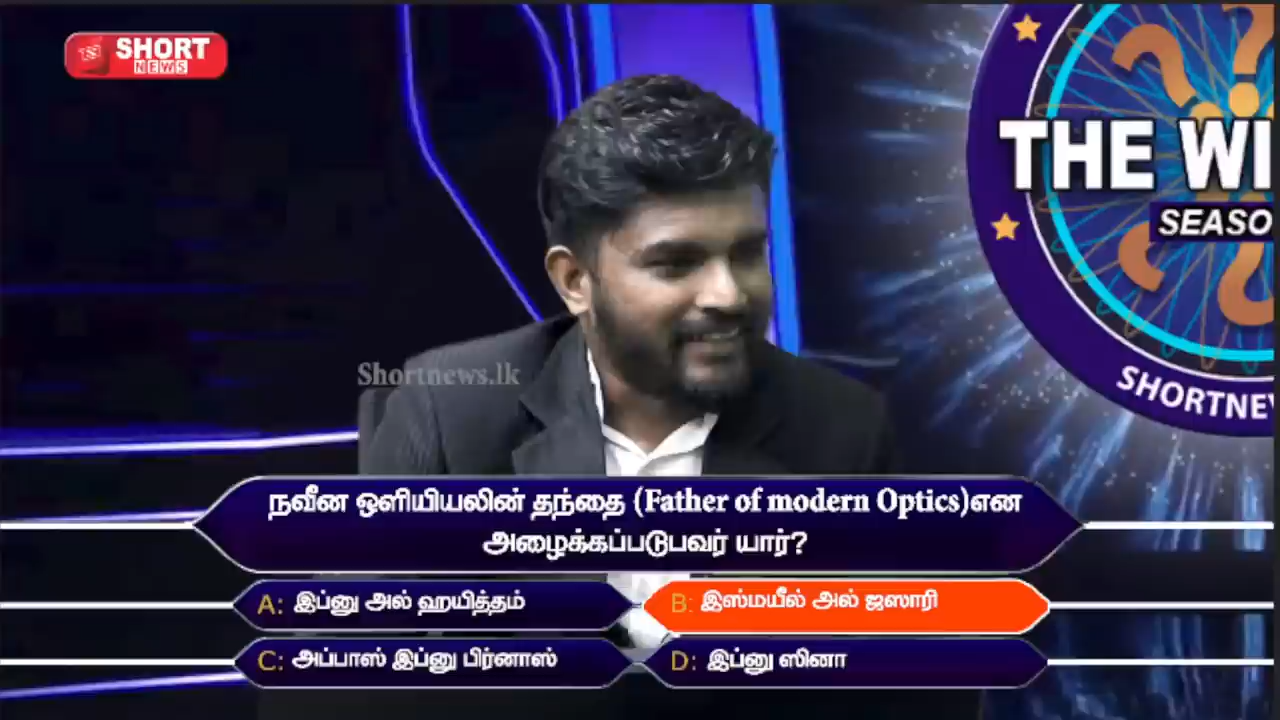 SHORT
NEWS
THE WI
SEASO
SHORTNE
Shortnews.lk
நவீன ஒளியியலின் தந்தை (Father of modern Optics)என
அழைக்கப்படுபவர் யார்?
A: இப்னு அல் ஹயித்தம்
B: இஸ்மயீல் அல் ஜஸாரி
C: அப்பாஸ் இப்னு பிர்னாஸ்
D: இப்னு ஸினா